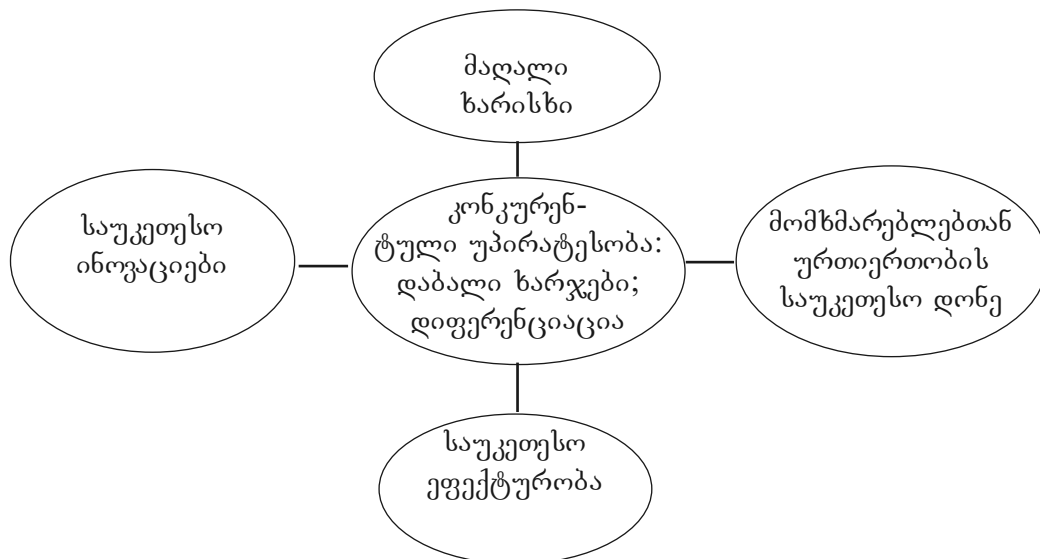 მაღალი
ხარისხი
საუკეთესო
ინოვაციები
კონკურენ-
ტული უპირატესობა:
დაბალი ხარჯები;
დიფერენციაცია
მომხმარებლებთან
ურთიერთობის
საუკეთესო დონე
საუკეთესო
ეფექტურობა